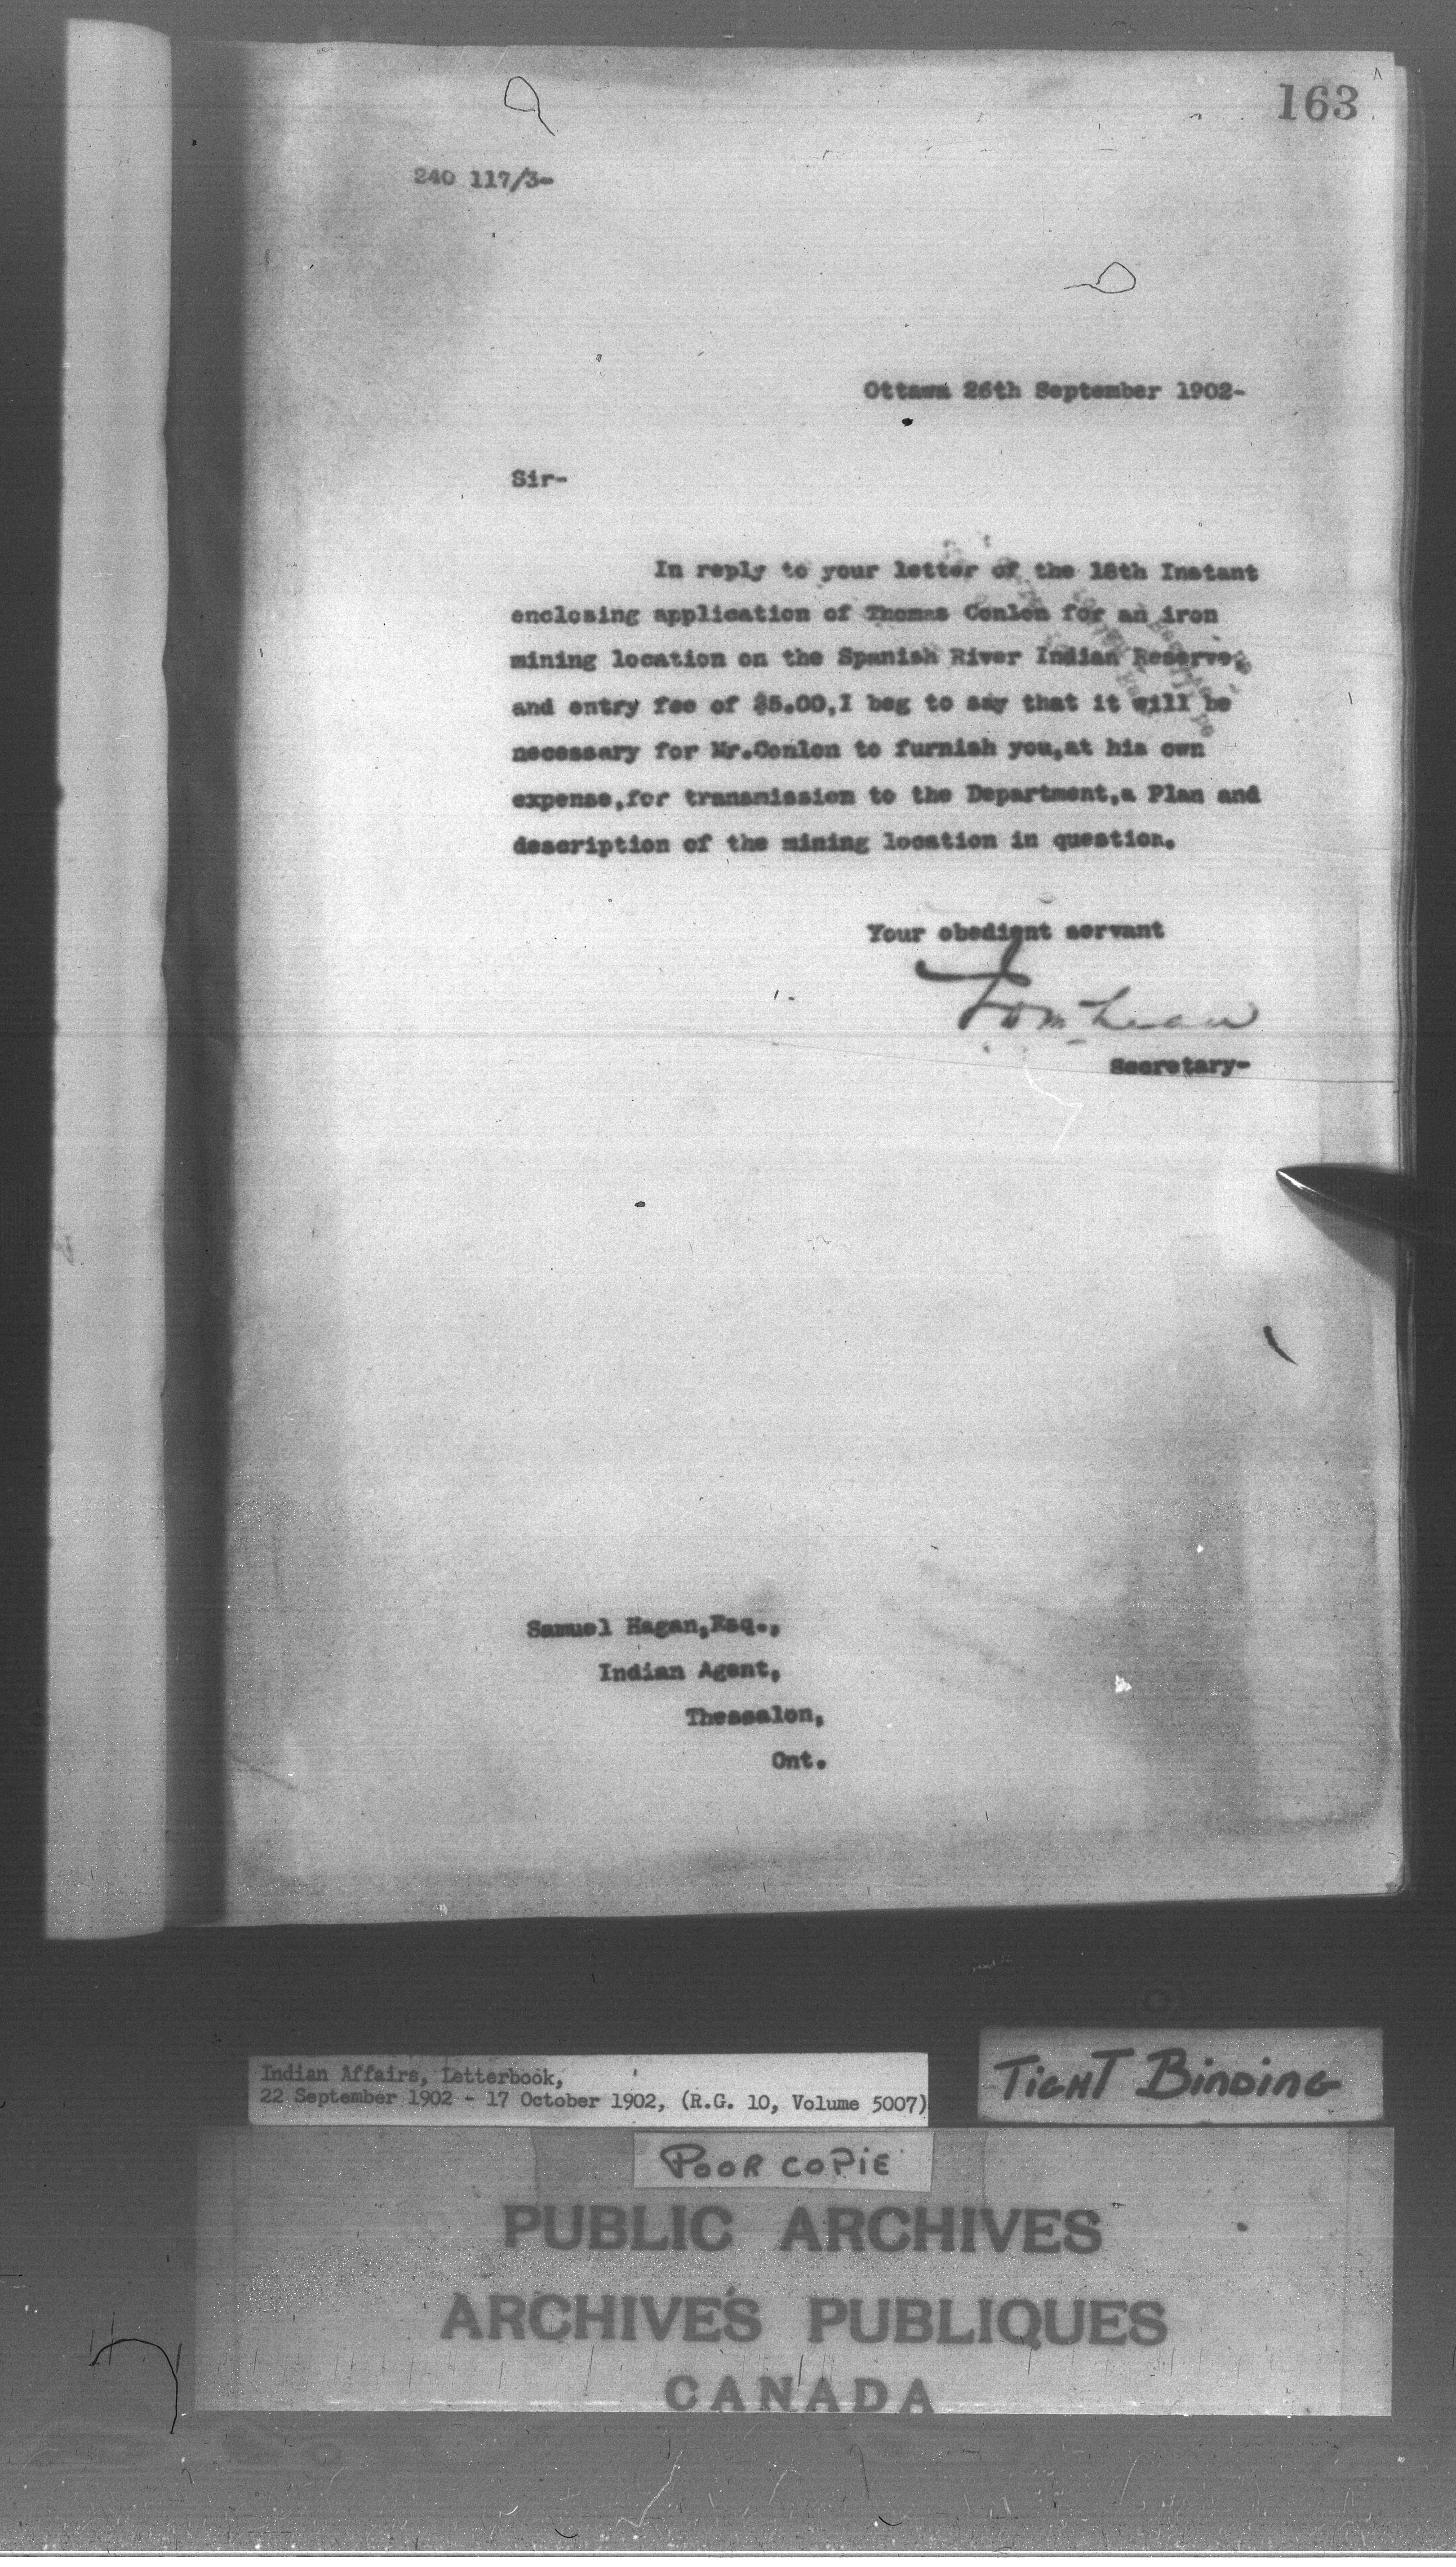 163
240 117/3-
Ottawa 26th September 1902-
Sir-
In reply to your letter of the 18th Instant
enclosing application of Thomas Conlon for an iron
mining location on the Spanish River Indian Reserve,
and entry fee of $5.00,I beg to say that it will be
necessary for Mr.Conlon to furnish you,at his own
expense,for transmission to the Department,a Plan and
description of the mining location in question.
Your obedient servant
Secretary-
Samuel Hagan,Esq.,
Indian Agent,
Thessalon,
Ont.
Indian Affairs, Letterbook,
22 September 1902 - 17 October 1902, (R.G. 10, Volume 5007)
TIGHT BINDING
POOR COPIE
PUBLIC ARCHIVES
ARCHIVES PUBLIQUES
CANADA